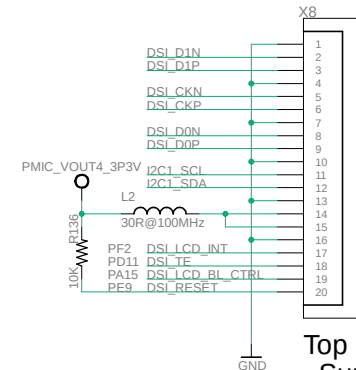 X8
DSI_D1N 1
DSI_D1P 2
3
DSI_CKN 4
DSI_CKP 5
6
7
DSI_D0N 8
DSI_D0P 9
10
PMIC_VOUT4_3P3V I2C1_SCL 11
I2C1_SDA 12
L2 13
30R@100MHz 14
R136 15
10K 16
PF2 DSI_LCD_INT 17
PD11 DSI_TE 18
PA15 DSI_LCD_BL_CTRL 19
PE9 DSI_RESET 20
GND
Top